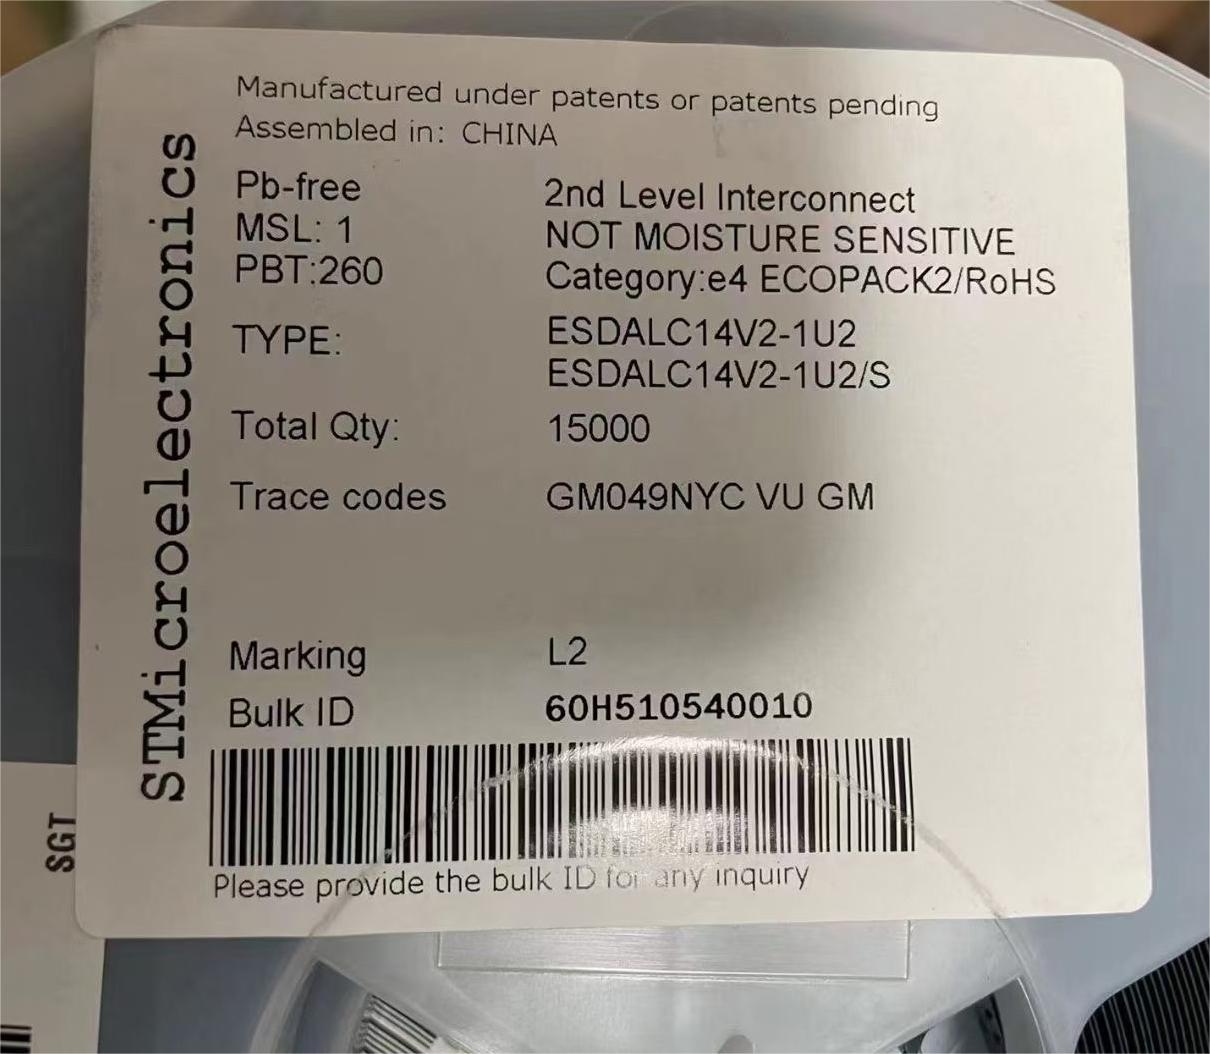 STMicroelectronics
Manufactured under patents or patents pending
Assembled in: CHINA
Pb-free 2nd Level Interconnect
MSL: 1 NOT MOISTURE SENSITIVE
PBT:260 Category:e4 ECOPACK2/RoHS
TYPE: ESDALC14V2-1U2
ESDALC14V2-1U2/S
Total Qty: 15000
Trace codes GM049NYC VU GM
Marking L2
Bulk ID 60H510540010
Please provide the bulk ID for any inquiry
SGT